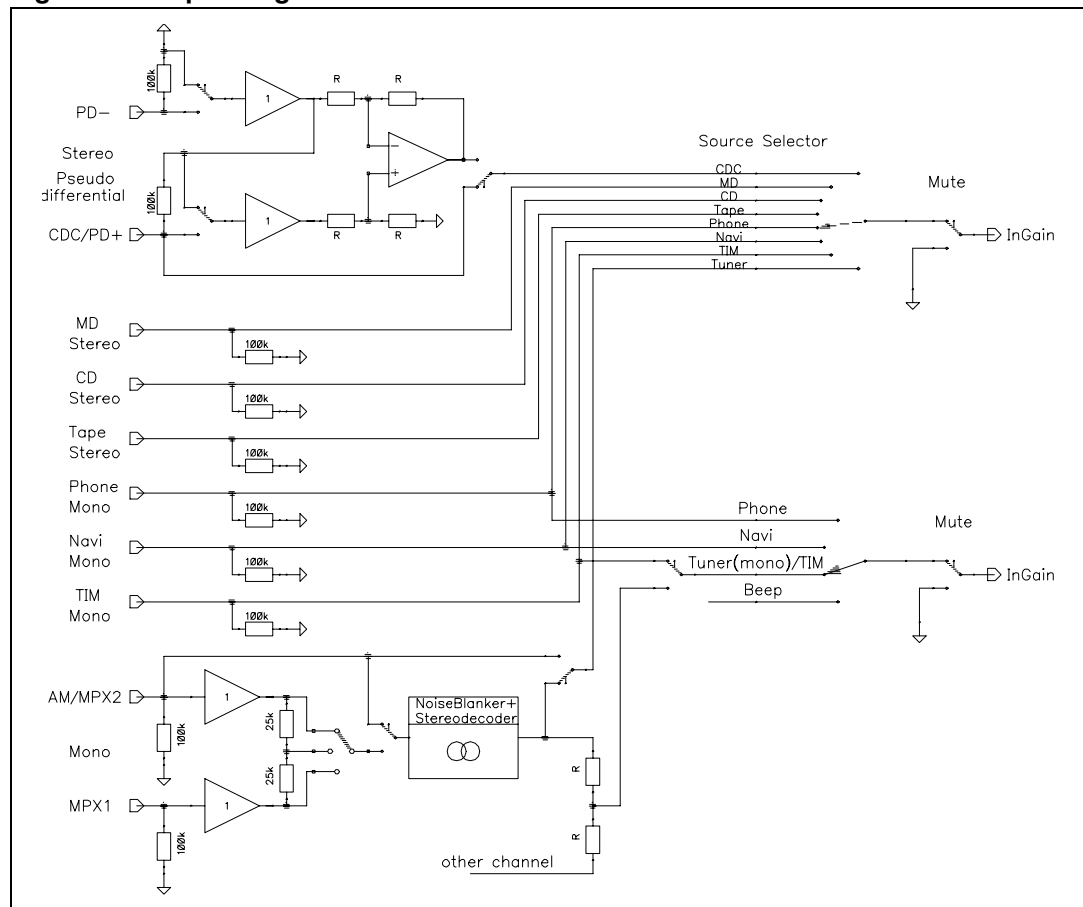 100k
1
R
R
PD-
Source Selector
Stereo
Pseudo
differential
-
+
CDC
MD
CD
Tape
Phone
Navi
TIM
Tuner
Mute
100k
1
R
R
CDC/PD+
InGain
MD
Stereo
100k
CD
Stereo
100k
Tape
Stereo
100k
Phone
Mono
100k
Phone
Mute
Navi
Mono
100k
Navi
Tuner(mono)/TIM
InGain
TIM
Mono
100k
Beep
AM/MPX2
1
25k
NoiseBlanker+
Stereodecoder
100k
Mono
25k
R
MPX1
1
100k
R
other channel